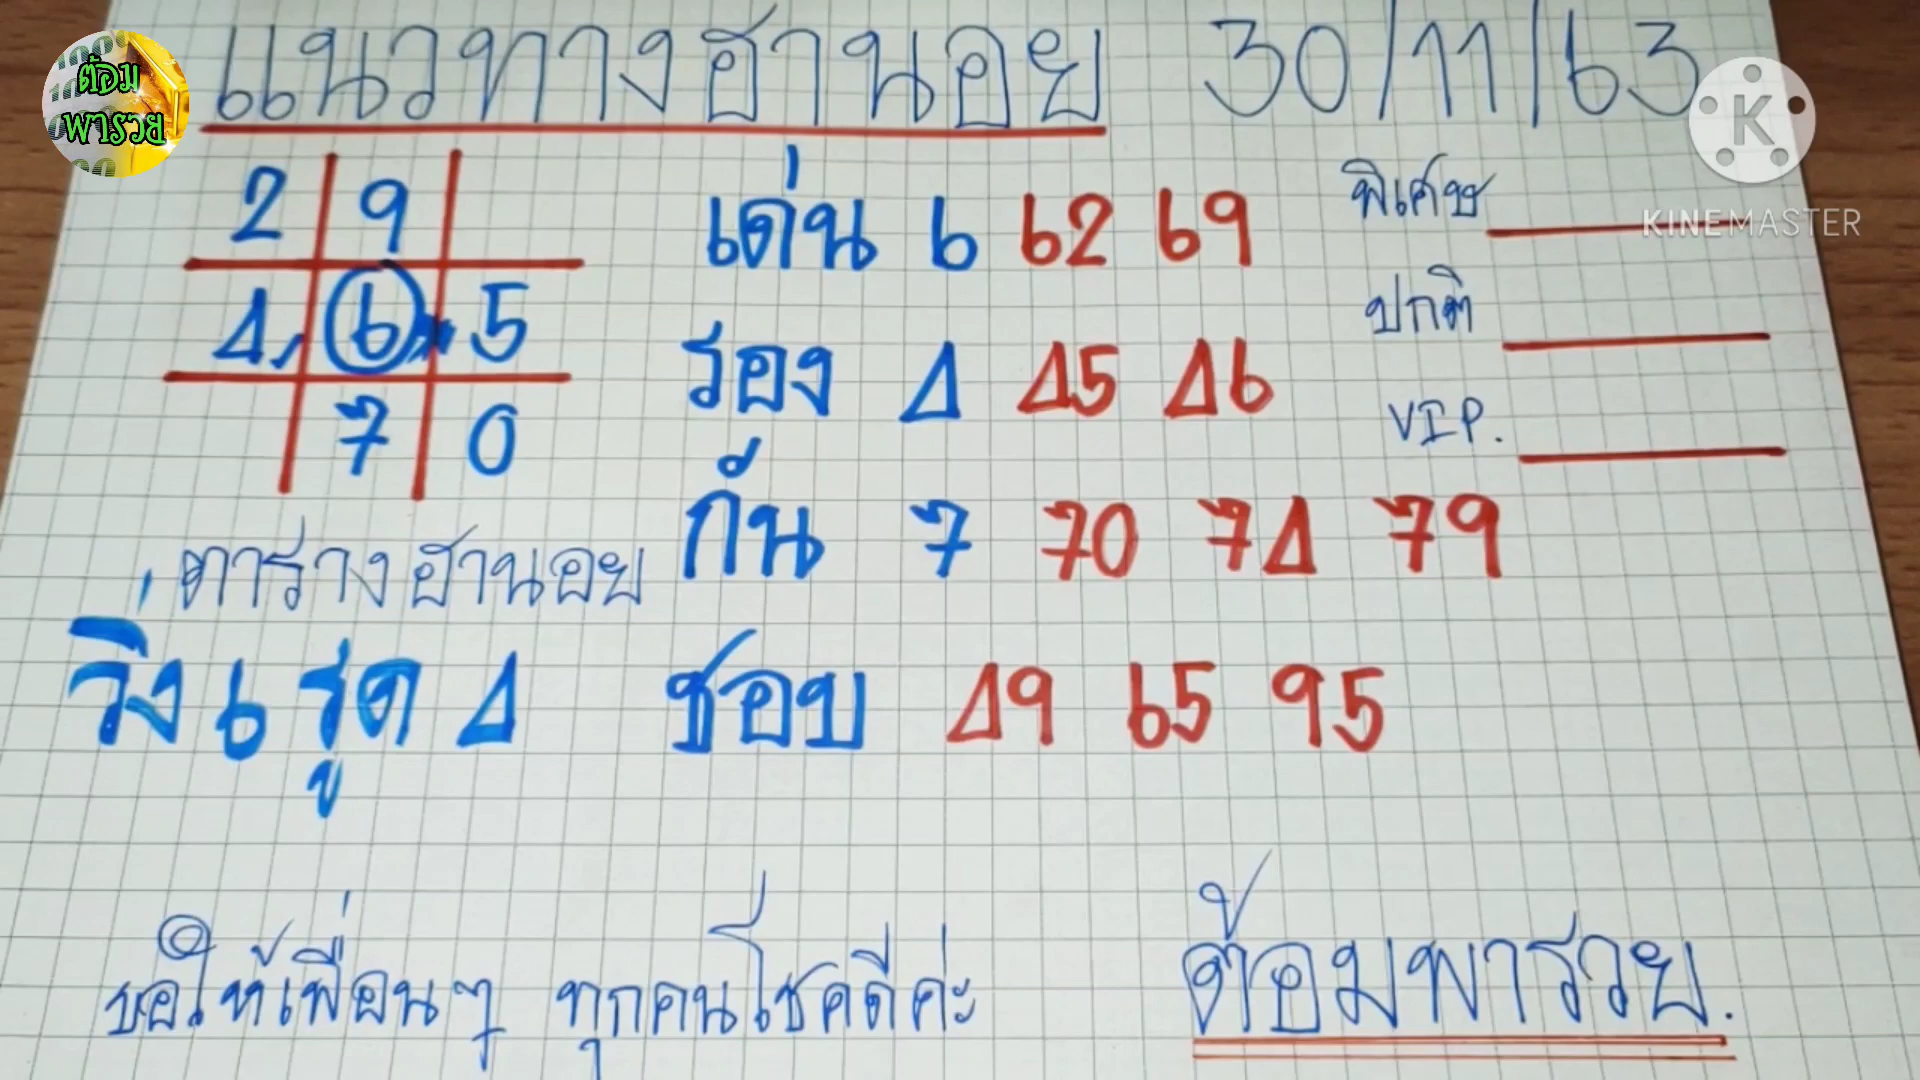 ต้อม
พารวย
แนวทางฮานอย 30/11/63
KINEMASTER
2 9
4 6 5
7 0
ตารางฮานอย
วิ่ง 6 รูด 4
เด่น 6 62 69
รอง 4 45 46
กัน 7 70 74 79
ชอบ 49 65 95
พิเศษ
ปกติ
VIP.
ขอให้เพื่อนๆ ทุกคนโชคดีค่ะ
ต้อมพารวย.